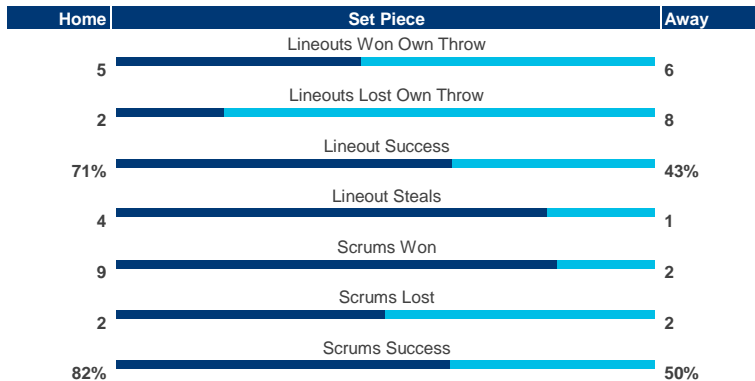 Home Set Piece Away
Lineouts Won Own Throw
5 6
Lineouts Lost Own Throw
2 8
Lineout Success
71% 43%
Lineout Steals
4 1
Scrums Won
9 2
Scrums Lost
2 2
Scrums Success
82% 50%